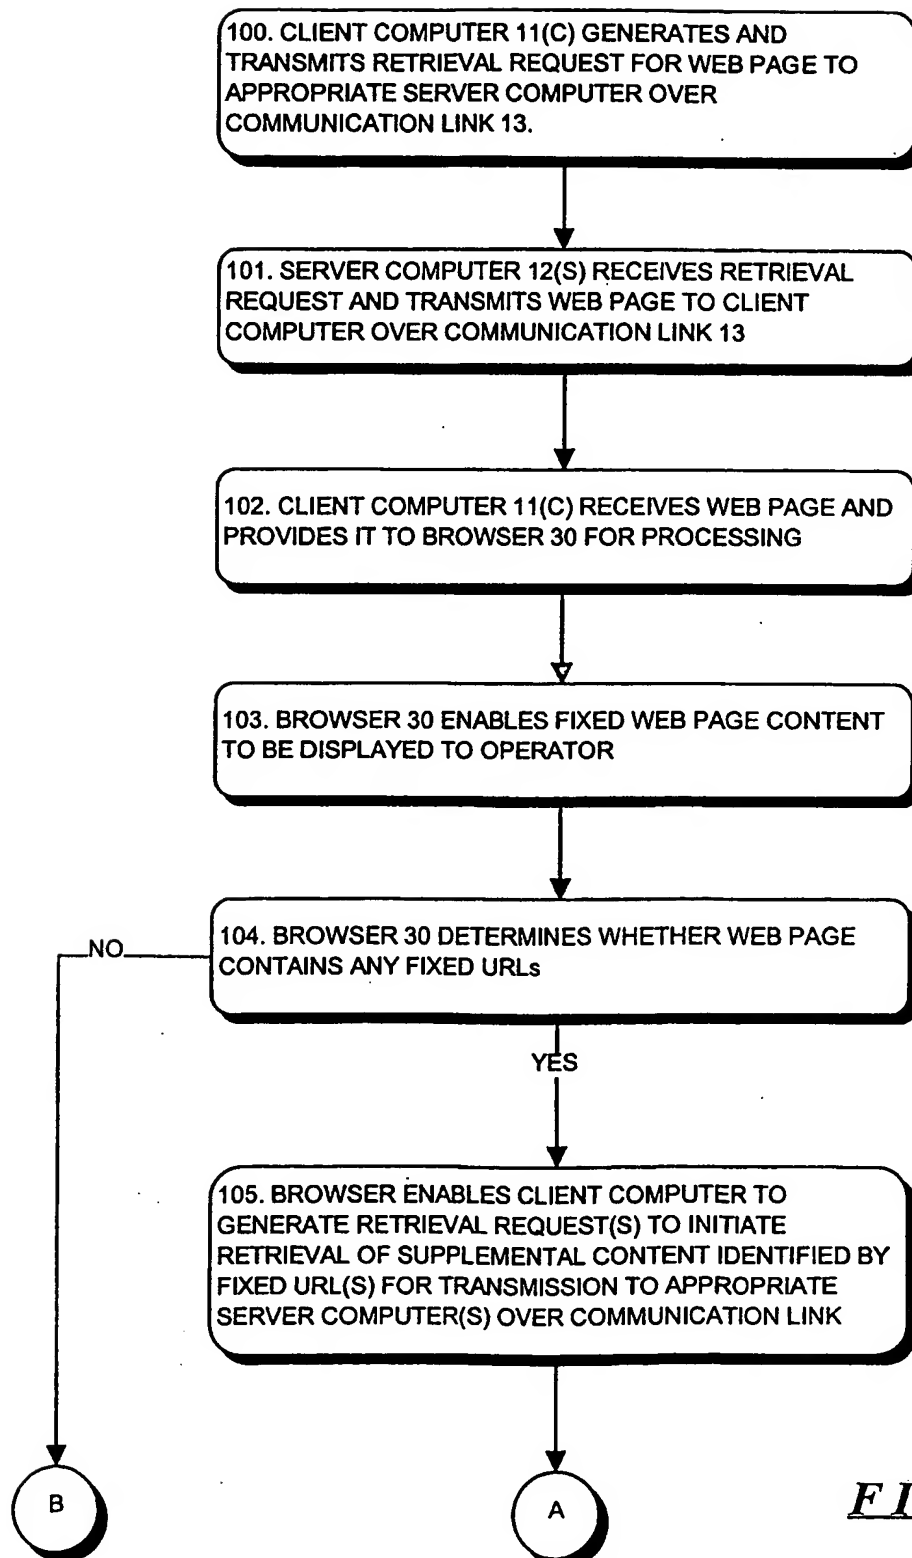 100. CLIENT COMPUTER 11(C) GENERATES AND
TRANSMITS RETRIEVAL REQUEST FOR WEB PAGE TO
APPROPRIATE SERVER COMPUTER OVER
COMMUNICATION LINK 13.
101. SERVER COMPUTER 12(S) RECEIVES RETRIEVAL
REQUEST AND TRANSMITS WEB PAGE TO CLIENT
COMPUTER OVER COMMUNICATION LINK 13
102. CLIENT COMPUTER 11(C) RECEIVES WEB PAGE AND
PROVIDES IT TO BROWSER 30 FOR PROCESSING
103. BROWSER 30 ENABLES FIXED WEB PAGE CONTENT
TO BE DISPLAYED TO OPERATOR
104. BROWSER 30 DETERMINES WHETHER WEB PAGE
CONTAINS ANY FIXED URLs
NO
YES
105. BROWSER ENABLES CLIENT COMPUTER TO
GENERATE RETRIEVAL REQUEST(S) TO INITIATE
RETRIEVAL OF SUPPLEMENTAL CONTENT IDENTIFIED BY
FIXED URL(S) FOR TRANSMISSION TO APPROPRIATE
SERVER COMPUTER(S) OVER COMMUNICATION LINK
B
A
F I